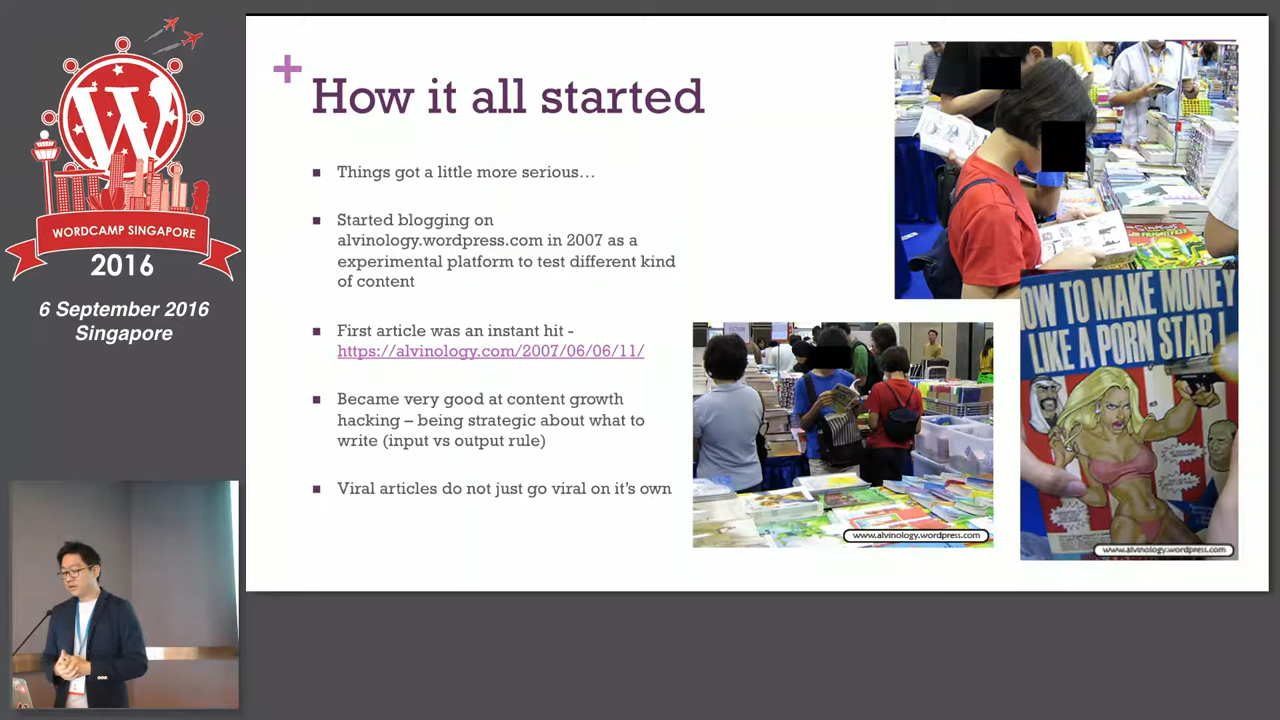 WORDCAMP SINGAPORE
2016
6 September 2016
Singapore
+
How it all started
Things got a little more serious…
Started blogging on
alvinology.wordpress.com in 2007 as a
experimental platform to test different kind
of content
First article was an instant hit -
https://alvinology.com/2007/06/06/11/
Became very good at content growth
hacking – being strategic about what to
write (input vs output rule)
Viral articles do not just go viral on it's own
FICTION
www.alvinology.wordpress.com
OW TO MAKE MONEY
LIKE A PORN STAR!
www.alvinology.wordpress.com